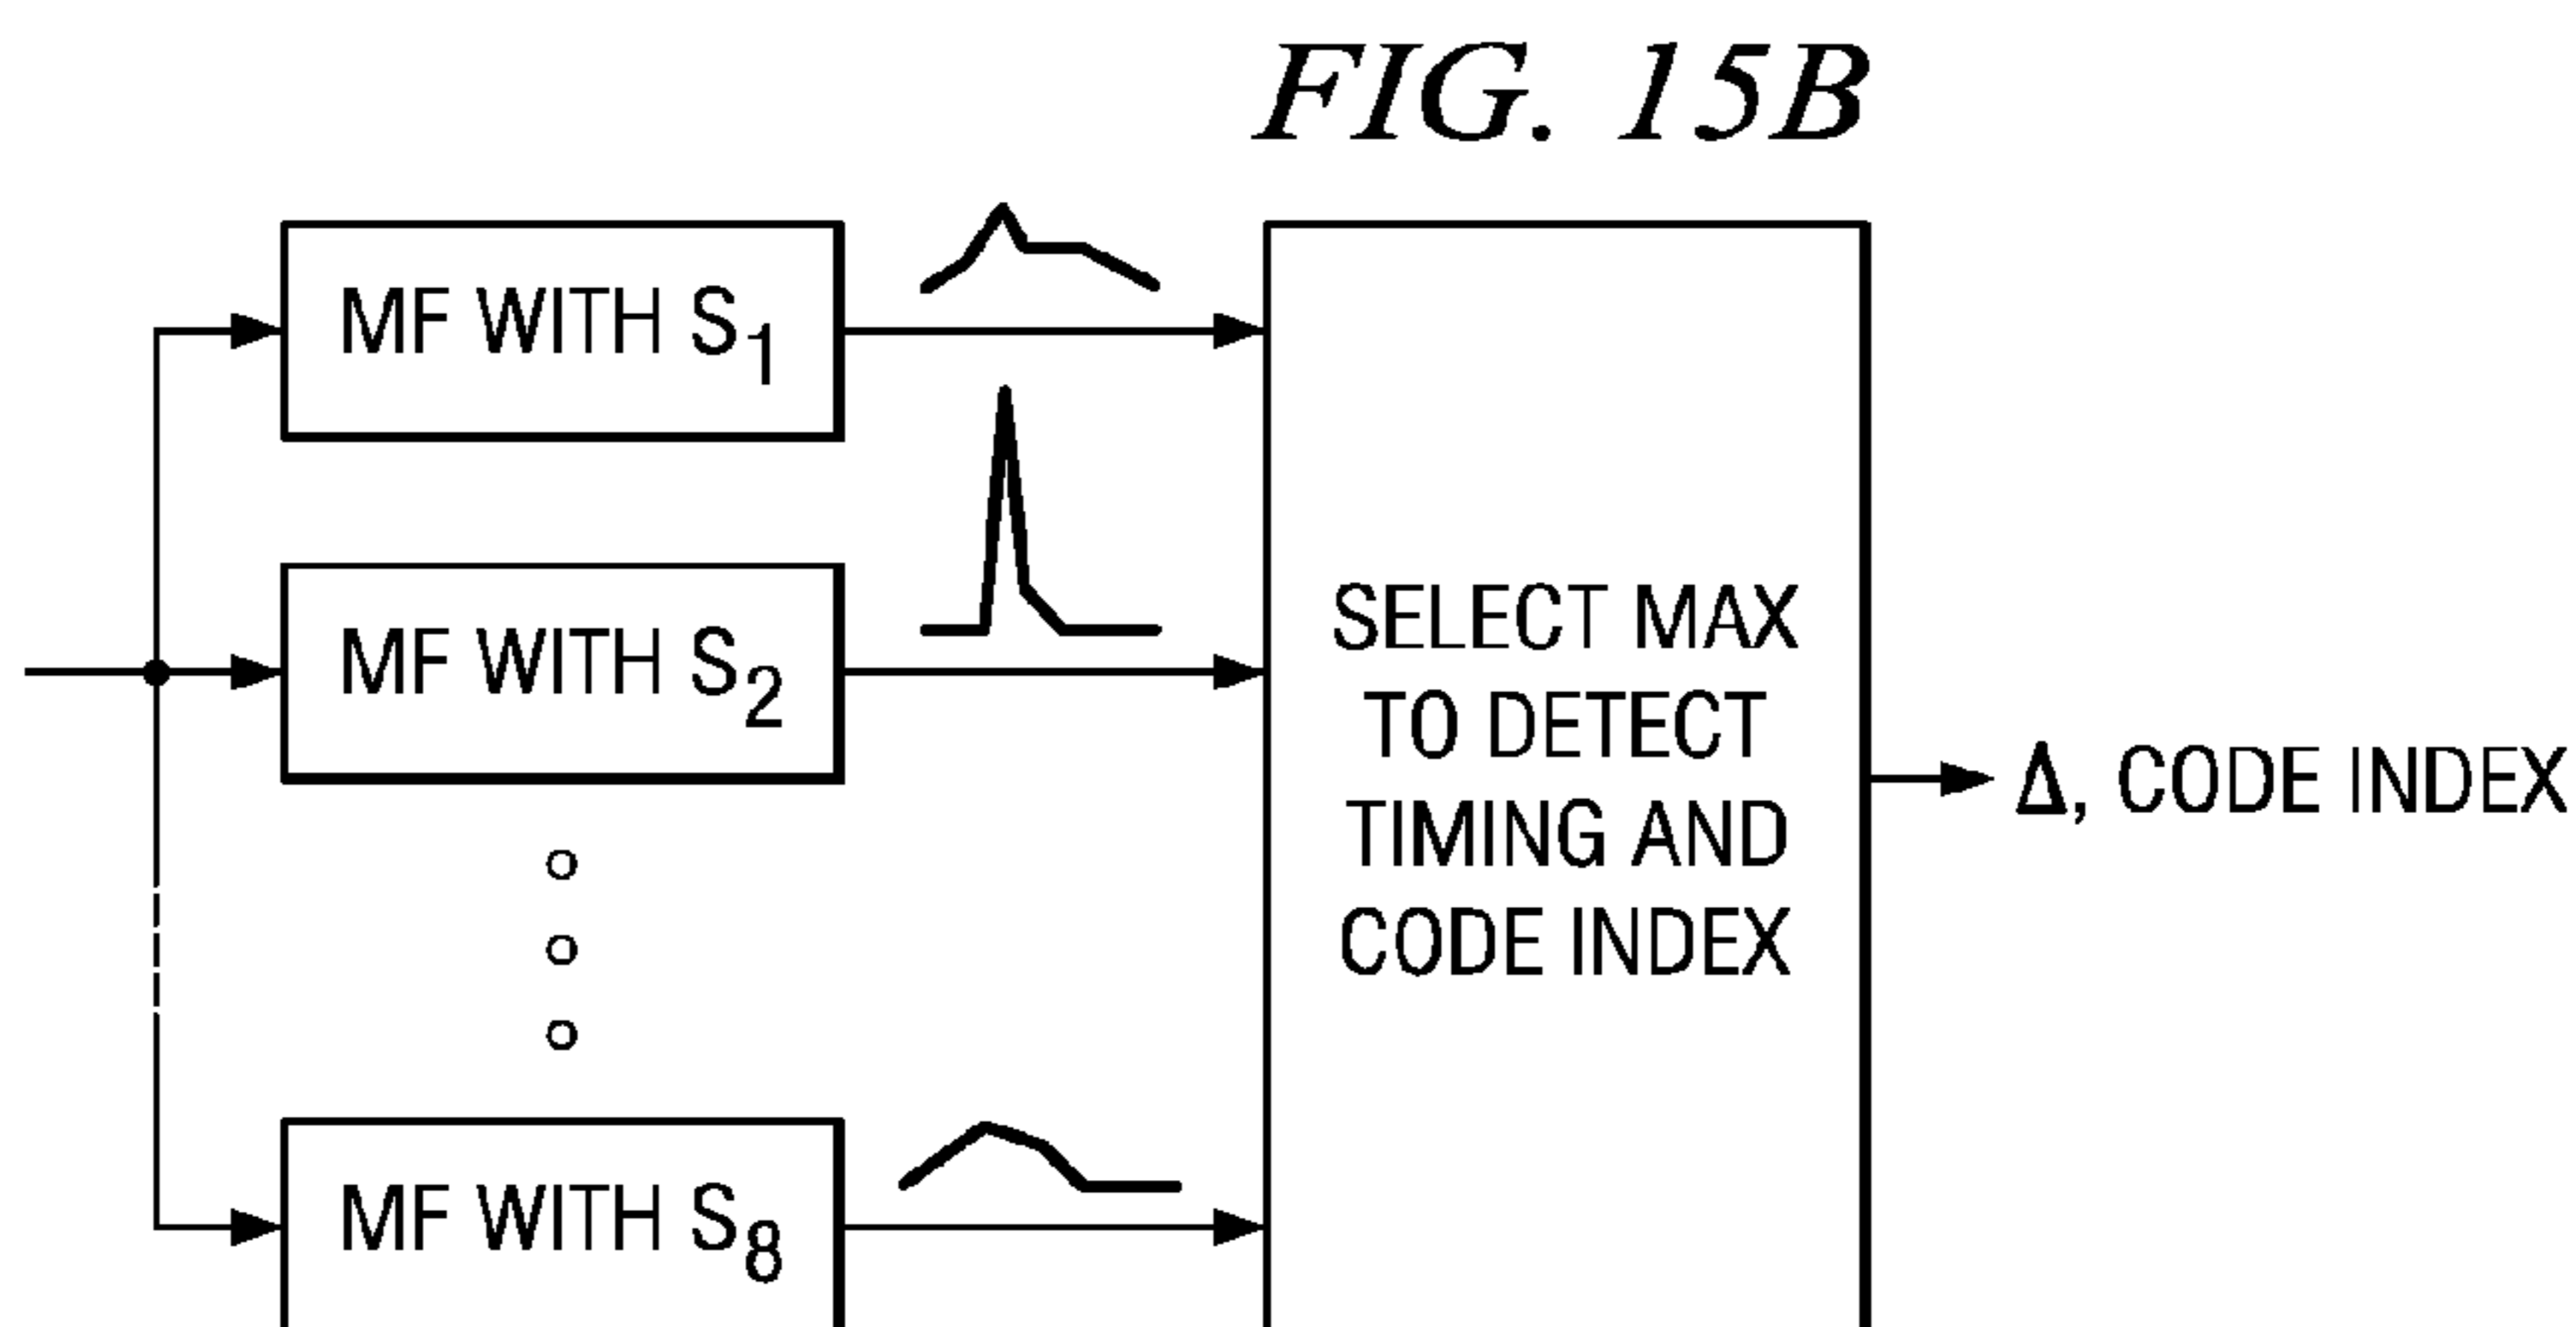 FIG. 15B
MF WITH S1
MF WITH S2
MF WITH S8
SELECT MAX
TO DETECT
TIMING AND
CODE INDEX
Δ, CODE INDEX